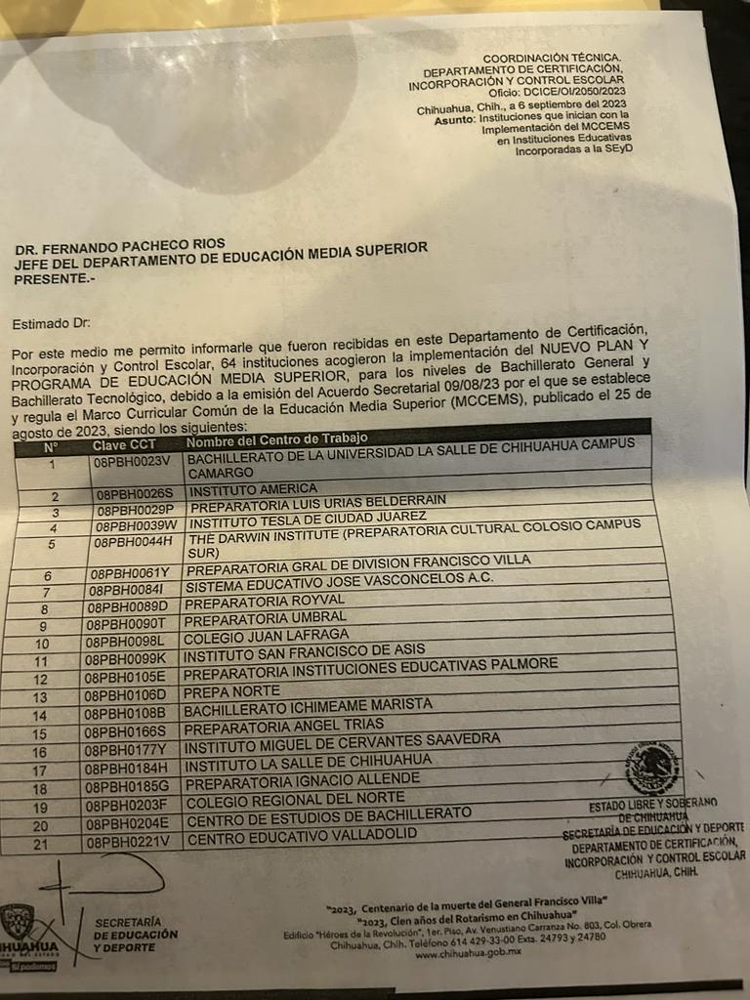 COORDINACIÓN TÉCNICA.
DEPARTAMENTO DE CERTIFICACIÓN,
INCORPORACIÓN Y CONTROL ESCOLAR
Oficio: DCICE/OI/2050/2023
Chihuahua, Chih., a 6 septiembre del 2023
Asunto: Instituciones que inician con la
Implementación del MCCEMS
en Instituciones Educativas
Incorporadas a la SEyD
DR. FERNANDO PACHECO RIOS
JEFE DEL DEPARTAMENTO DE EDUCACIÓN MEDIA SUPERIOR
PRESENTE.-
Estimado Dr:
Por este medio me permito informarle que fueron recibidas en este Departamento de Certificación,
Incorporación y Control Escolar, 64 instituciones acogieron la implementación del NUEVO PLAN Y
PROGRAMA DE EDUCACIÓN MEDIA SUPERIOR, para los niveles de Bachillerato General y
Bachillerato Tecnológico, debido a la emisión del Acuerdo Secretarial 09/08/23 por el que se establece
y regula el Marco Curricular Común de la Educación Media Superior (MCCEMS), publicado el 25 de
agosto de 2023, siendo los siguientes:
N° Clave CCT Nombre del Centro de Trabajo
1 08PBH0023V BACHILLERATO DE LA UNIVERSIDAD LA SALLE DE CHIHUAHUA CAMPUS
CAMARGO
2 08PBH0026S INSTITUTO AMERICA
3 08PBH0029P PREPARATORIA LUIS URIAS BELDERRAIN
4 08PBH0039W INSTITUTO TESLA DE CIUDAD JUAREZ
5 08PBH0044H THE DARWIN INSTITUTE (PREPARATORIA CULTURAL COLOSIO CAMPUS
SUR)
6 08PBH0061Y PREPARATORIA GRAL DE DIVISION FRANCISCO VILLA
7 08PBH0084I SISTEMA EDUCATIVO JOSE VASCONCELOS A.C.
8 08PBH0089D PREPARATORIA ROYVAL
9 08PBH0090T PREPARATORIA UMBRAL
10 08PBH0098L COLEGIO JUAN LAFRAGA
11 08PBH0099K INSTITUTO SAN FRANCISCO DE ASIS
12 08PBH0105E PREPARATORIA INSTITUCIONES EDUCATIVAS PALMORE
13 08PBH0106D PREPA NORTE
14 08PBH0108B BACHILLERATO ICHIMEAME MARISTA
15 08PBH0166S PREPARATORIA ANGEL TRIAS
16 08PBH0177Y INSTITUTO MIGUEL DE CERVANTES SAAVEDRA
17 08PBH0184H INSTITUTO LA SALLE DE CHIHUAHUA
18 08PBH0185G PREPARATORIA IGNACIO ALLENDE
19 08PBH0203F COLEGIO REGIONAL DEL NORTE
20 08PBH0204E CENTRO DE ESTUDIOS DE BACHILLERATO
21 08PBH0221V CENTRO EDUCATIVO VALLADOLID
ESTADO LIBRE Y SOBERANO
DE CHIHUAHUA
SECRETARÍA DE EDUCACIÓN Y DEPORTE
DEPARTAMENTO DE CERTIFICACIÓN,
INCORPORACIÓN Y CONTROL ESCOLAR
CHIHUAHUA, CHIH.
HUAHUA
Sí podemos
SECRETARÍA
DE EDUCACIÓN
Y DEPORTE
"2023, Centenario de la muerte del General Francisco Villa"
"2023, Cien años del Rotarismo en Chihuahua"
Edificio "Héroes de la Revolución", 1er. Piso, Av. Venustiano Carranza No. 803, Col. Obrera
Chihuahua, Chih. Teléfono 614 429-33-00 Exts. 24793 y 24780
www.chihuahua.gob.mx